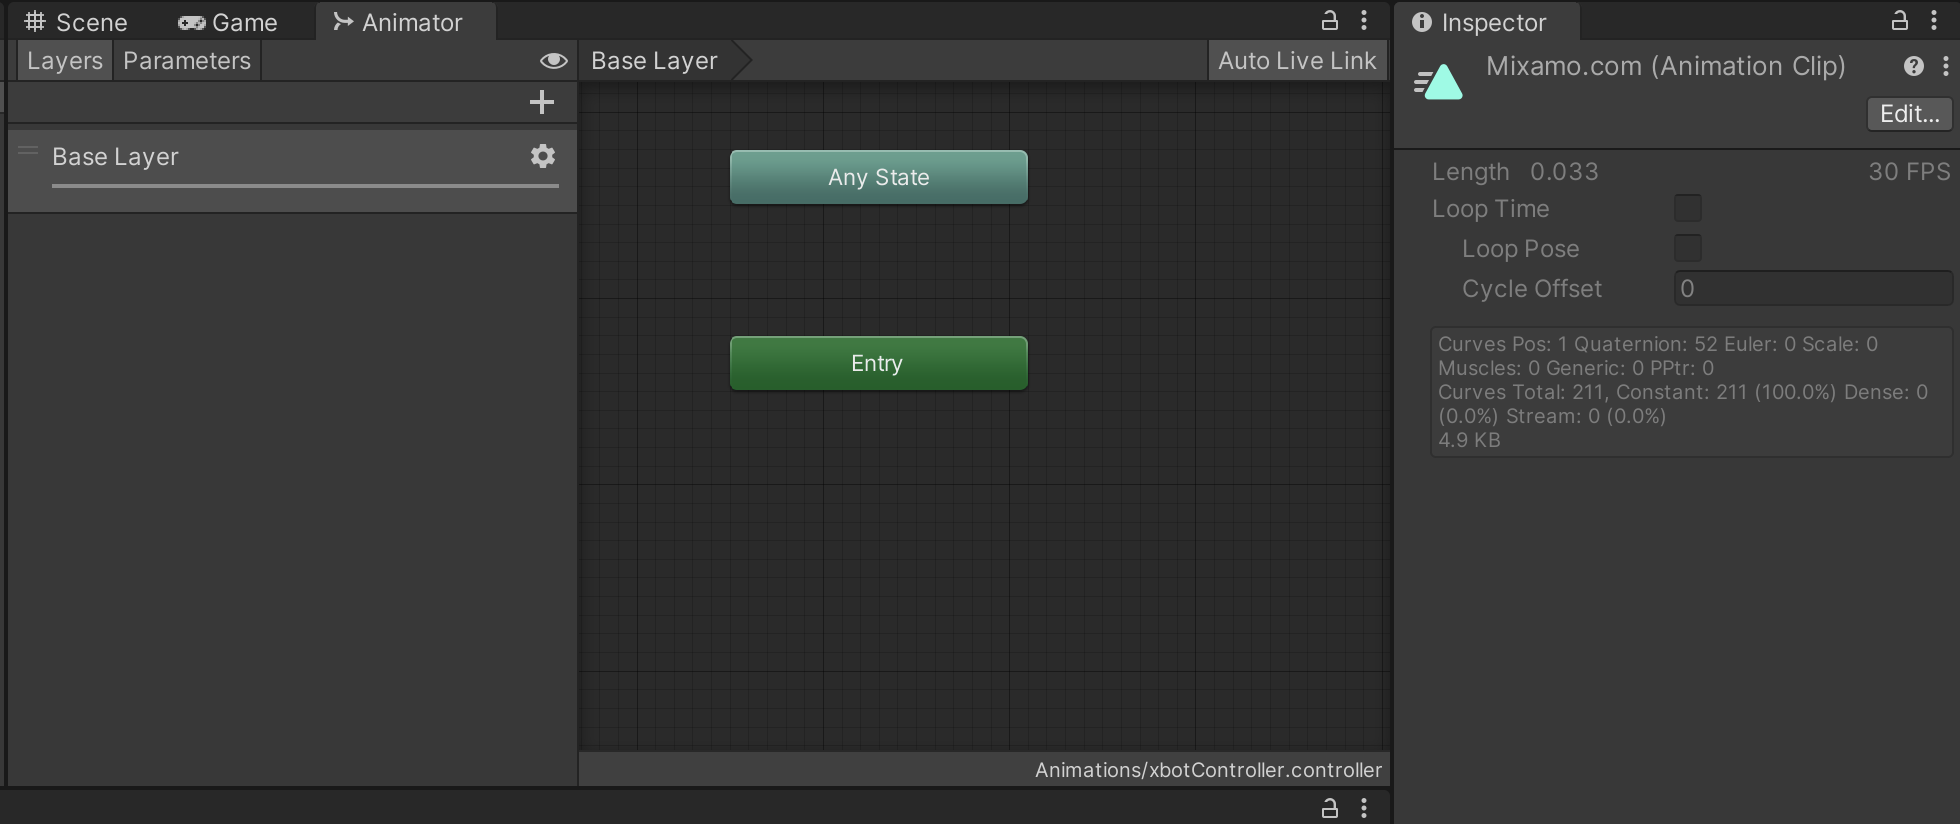 Scene Game Animator
Layers Parameters
Base Layer
Base Layer
Auto Live Link
Any State
Entry
Animations/xbotController.controller
Inspector
Mixamo.com (Animation Clip)
Edit...
Length 0.033 30 FPS
Loop Time
Loop Pose
Cycle Offset 0
Curves Pos: 1 Quaternion: 52 Euler: 0 Scale: 0
Muscles: 0 Generic: 0 PPtr: 0
Curves Total: 211, Constant: 211 (100.0%) Dense: 0
(0.0%) Stream: 0 (0.0%)
4.9 KB